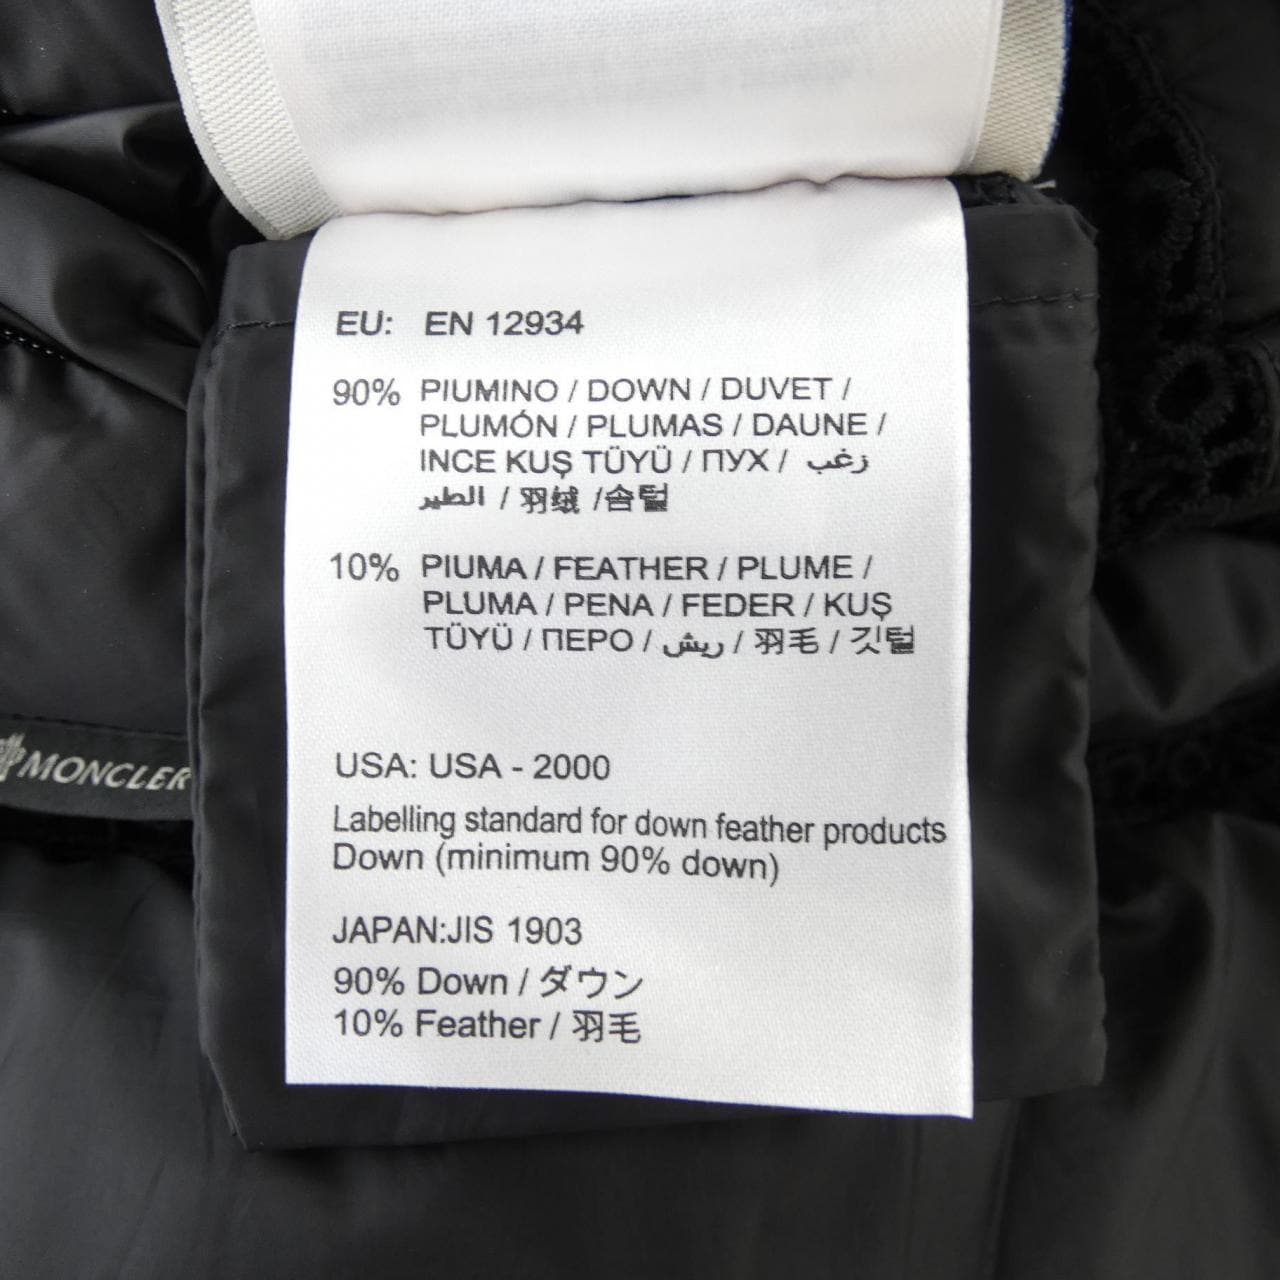 EU: EN 12934
90% PIUMINO / DOWN / DUVET /
PLUMÓN / PLUMAS / DAUNE /
INCE KUŞ TÜYÜ / ПУХ / زغب
الطير / 羽绒 /솜털
10% PIUMA / FEATHER / PLUME /
PLUMA / PENA / FEDER / KUŞ
TÜYÜ / ПЕРО / ريش / 羽毛 / 깃털
USA: USA - 2000
Labelling standard for down feather products
Down (minimum 90% down)
JAPAN:JIS 1903
90% Down / ダウン
10% Feather / 羽毛
MONCLER